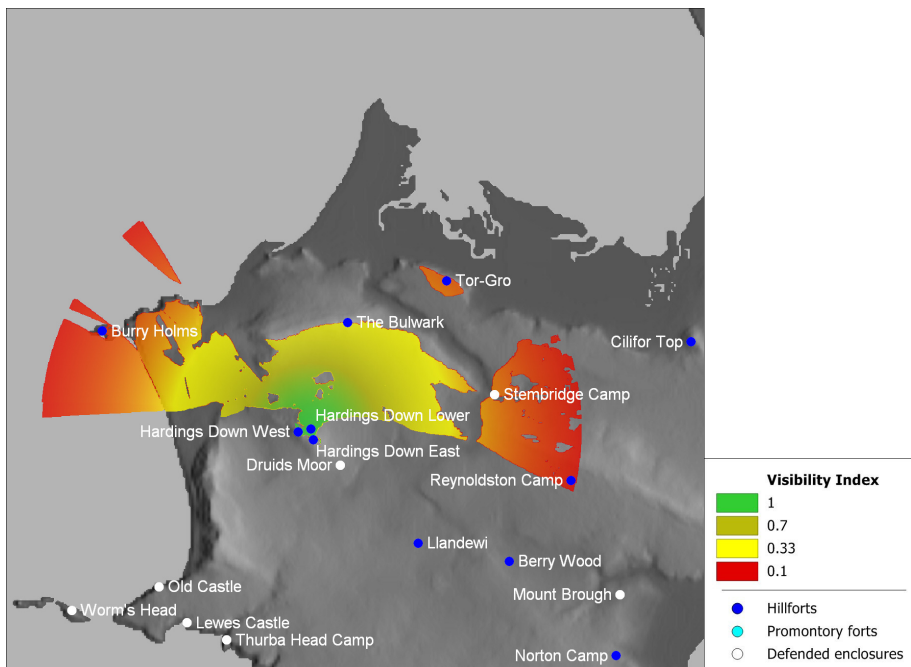 Tor-Gro
The Bulwark
Burry Holms
Cilifor Top
Stembridge Camp
Hardings Down Lower
Hardings Down West
Hardings Down East
Druids Moor
Reynoldston Camp
Llandewi
Berry Wood
Old Castle
Mount Brough
Worm's Head
Lewes Castle
Thurba Head Camp
Norton Camp
Visibility Index
1
0.7
0.33
0.1
Hillforts
Promontory forts
Defended enclosures